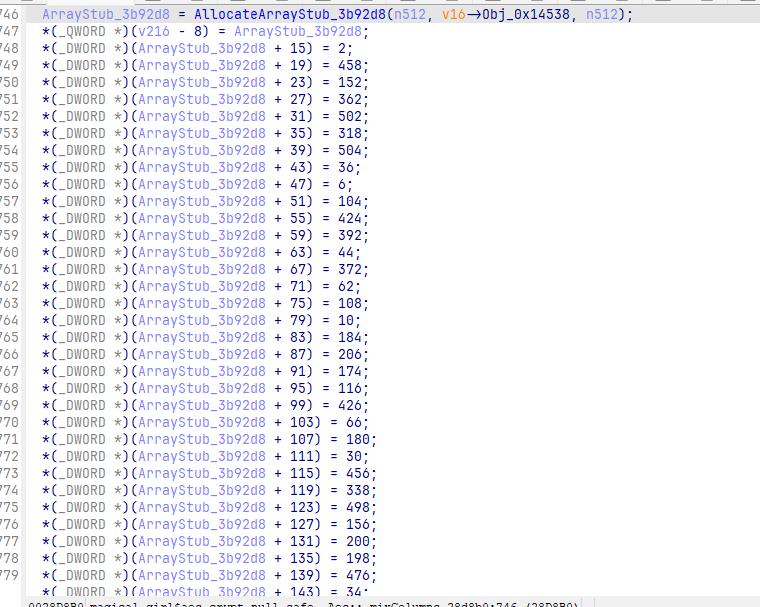 746 ArrayStub_3b92d8 = AllocateArrayStub_3b92d8(n512, v16->Obj_0x14538, n512);
747 *(_QWORD *)(v216 - 8) = ArrayStub_3b92d8;
748 *(_DWORD *)(ArrayStub_3b92d8 + 15) = 2;
749 *(_DWORD *)(ArrayStub_3b92d8 + 19) = 458;
750 *(_DWORD *)(ArrayStub_3b92d8 + 23) = 152;
751 *(_DWORD *)(ArrayStub_3b92d8 + 27) = 362;
752 *(_DWORD *)(ArrayStub_3b92d8 + 31) = 502;
753 *(_DWORD *)(ArrayStub_3b92d8 + 35) = 318;
754 *(_DWORD *)(ArrayStub_3b92d8 + 39) = 504;
755 *(_DWORD *)(ArrayStub_3b92d8 + 43) = 36;
756 *(_DWORD *)(ArrayStub_3b92d8 + 47) = 6;
757 *(_DWORD *)(ArrayStub_3b92d8 + 51) = 104;
758 *(_DWORD *)(ArrayStub_3b92d8 + 55) = 424;
759 *(_DWORD *)(ArrayStub_3b92d8 + 59) = 392;
760 *(_DWORD *)(ArrayStub_3b92d8 + 63) = 44;
761 *(_DWORD *)(ArrayStub_3b92d8 + 67) = 372;
762 *(_DWORD *)(ArrayStub_3b92d8 + 71) = 62;
763 *(_DWORD *)(ArrayStub_3b92d8 + 75) = 108;
764 *(_DWORD *)(ArrayStub_3b92d8 + 79) = 10;
765 *(_DWORD *)(ArrayStub_3b92d8 + 83) = 184;
766 *(_DWORD *)(ArrayStub_3b92d8 + 87) = 206;
767 *(_DWORD *)(ArrayStub_3b92d8 + 91) = 174;
768 *(_DWORD *)(ArrayStub_3b92d8 + 95) = 116;
769 *(_DWORD *)(ArrayStub_3b92d8 + 99) = 426;
770 *(_DWORD *)(ArrayStub_3b92d8 + 103) = 66;
771 *(_DWORD *)(ArrayStub_3b92d8 + 107) = 180;
772 *(_DWORD *)(ArrayStub_3b92d8 + 111) = 30;
773 *(_DWORD *)(ArrayStub_3b92d8 + 115) = 456;
774 *(_DWORD *)(ArrayStub_3b92d8 + 119) = 338;
775 *(_DWORD *)(ArrayStub_3b92d8 + 123) = 498;
776 *(_DWORD *)(ArrayStub_3b92d8 + 127) = 156;
777 *(_DWORD *)(ArrayStub_3b92d8 + 131) = 200;
778 *(_DWORD *)(ArrayStub_3b92d8 + 135) = 198;
779 *(_DWORD *)(ArrayStub_3b92d8 + 139) = 476;
*(_DWORD *)(ArrayStub_3b92d8 + 143) = 34;